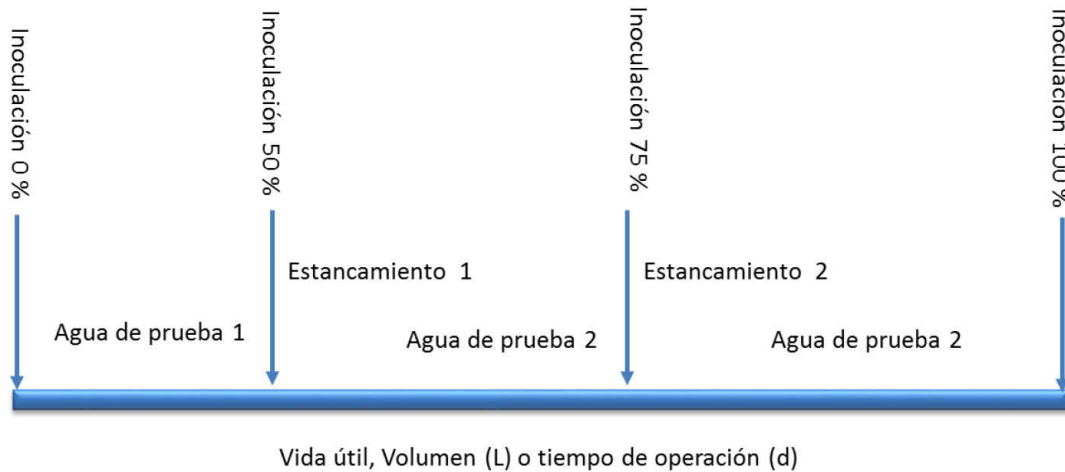 Inoculación 0 %
Inoculación 50 %
Inoculación 75 %
Inoculación 100 %
Estancamiento 1
Estancamiento 2
Agua de prueba 1
Agua de prueba 2
Agua de prueba 2
Vida útil, Volumen (L) o tiempo de operación (d)